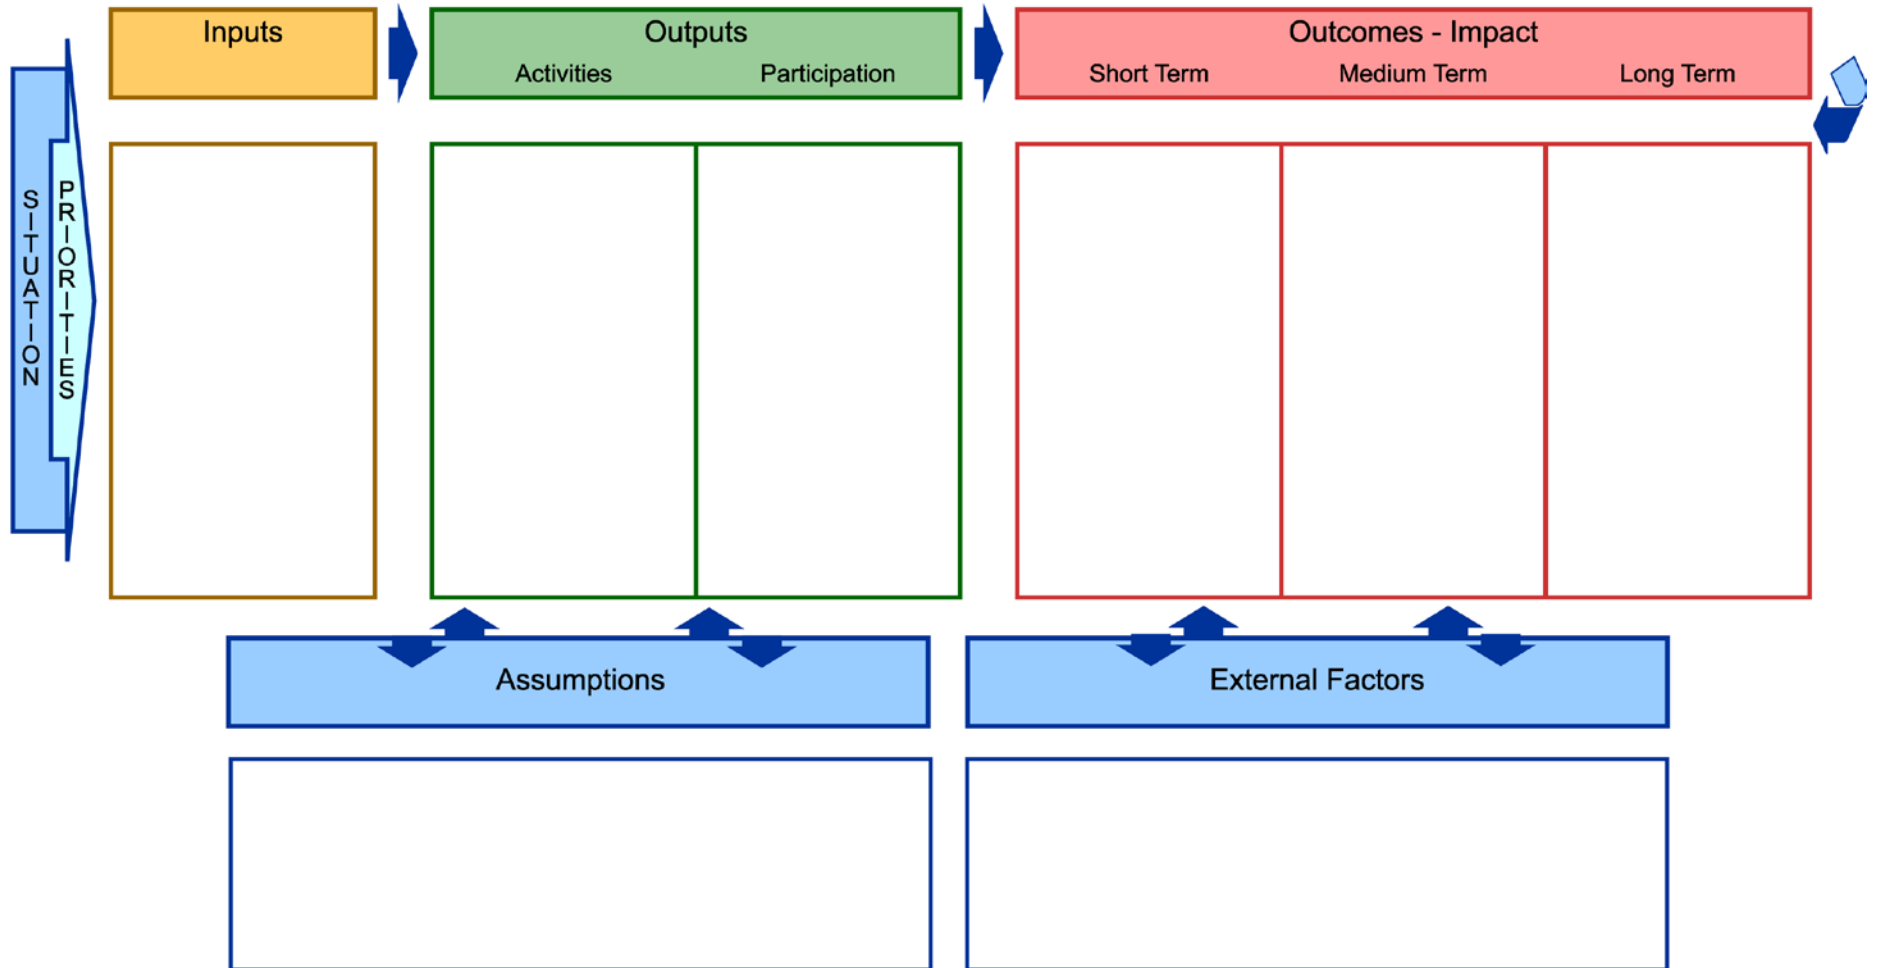 Inputs
Outputs
Activities Participation
Outcomes - Impact
Short Term Medium Term Long Term
SITUATION
PRIORITIES
Assumptions
External Factors